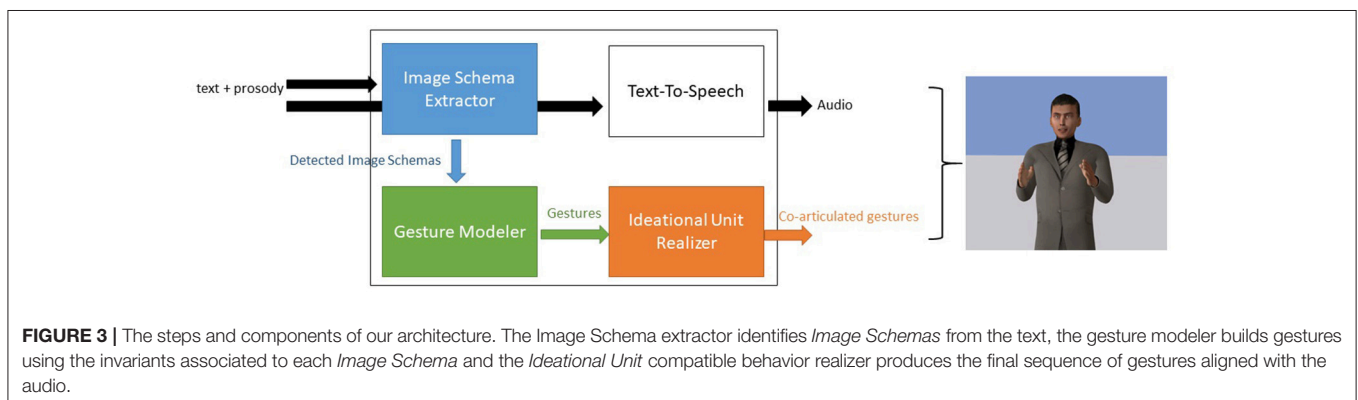 text + prosody
Image Schema
Extractor
Text-To-Speech
Audio
Detected Image Schemas
Gesture Modeler
Gestures
Ideational Unit
Realizer
Co-articulated gestures
FIGURE 3 | The steps and components of our architecture. The Image Schema extractor identifies Image Schemas from the text, the gesture modeler builds gestures
using the invariants associated to each Image Schema and the Ideational Unit compatible behavior realizer produces the final sequence of gestures aligned with the
audio.